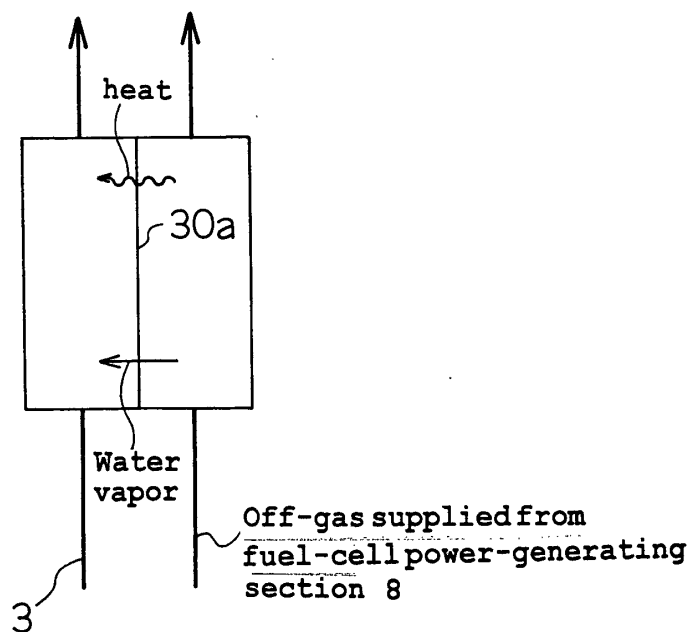 heat
30a
Water
vapor
Off-gas supplied from
fuel-cell power-generating
section 8
3